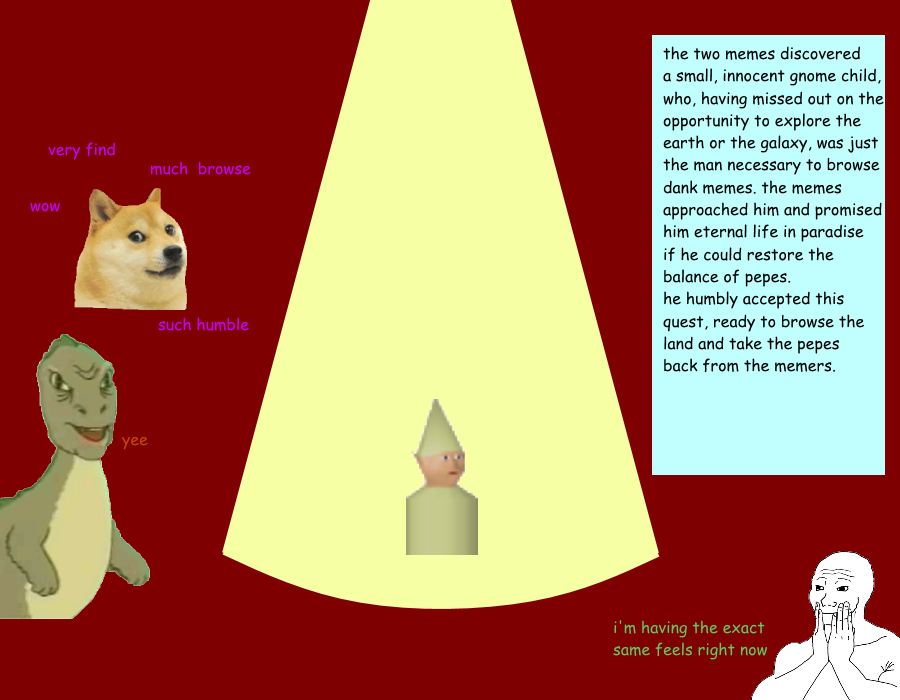 very find
much  browse
wow
such humble
yee
the two memes discovered
a small, innocent gnome child,
who, having missed out on the
opportunity to explore the
earth or the galaxy, was just
the man necessary to browse
dank memes. the memes
approached him and promised
him eternal life in paradise
if he could restore the
balance of pepes.
he humbly accepted this
quest, ready to browse the
land and take the pepes
back from the memers.
i'm having the exact
same feels right now